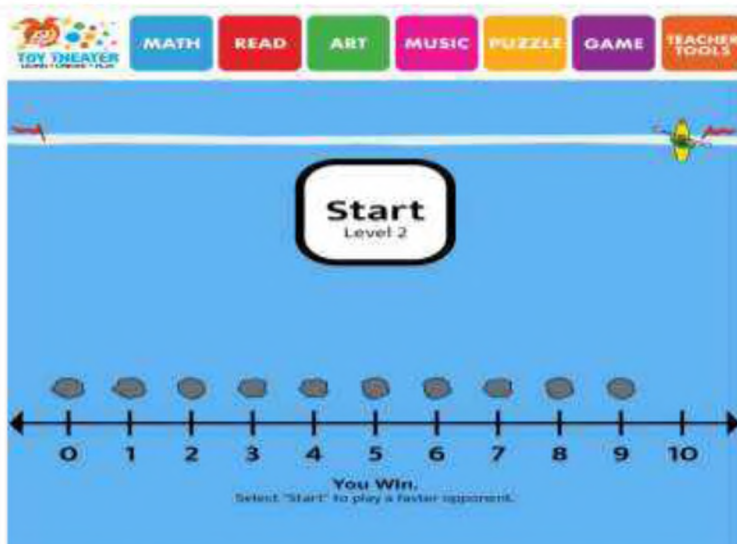 TOY THEATER
MATH
READ
ART
MUSIC
PUZZLE
GAME
TEACHER
TOOLS
Start
Level 2
0 1 2 3 4 5 6 7 8 9 10
You Win.
Select "Start" to play a faster opponent.